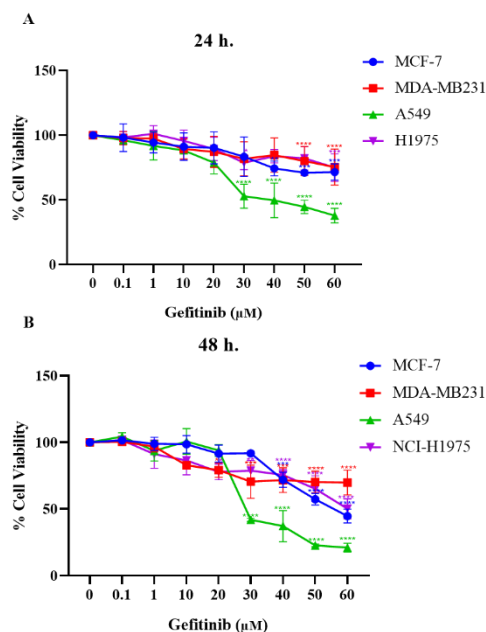 A
24 h.
MCF-7
MDA-MB231
A549
H1975
% Cell Viability
150
100
50
0
0 0.1 1 10 20 30 40 50 60
Gefitinib (µM)
**** **** **** ****
**** ****
B
48 h.
MCF-7
MDA-MB231
A549
NCI-H1975
% Cell Viability
150
100
50
0
0 0.1 1 10 20 30 40 50 60
Gefitinib (µM)
**** **** **** ****
**** **** ****